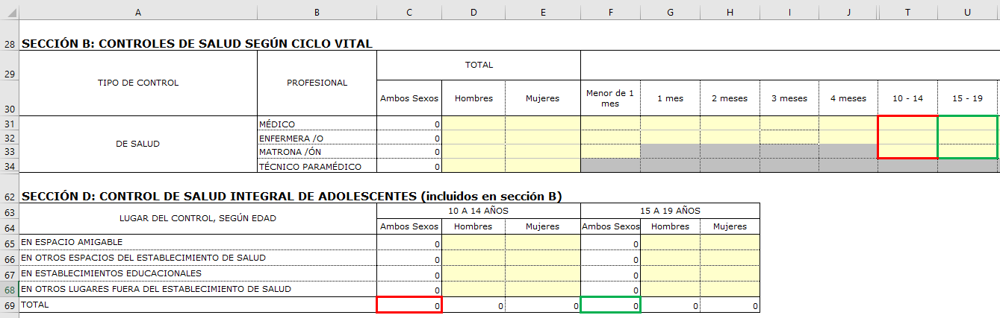 A B C D E F G H I J T U
28 SECCIÓN B: CONTROLES DE SALUD SEGÚN CICLO VITAL
29 TIPO DE CONTROL PROFESIONAL TOTAL
30 Ambos Sexos Hombres Mujeres Menor de 1 mes 1 mes 2 meses 3 meses 4 meses 10 - 14 15 - 19
31 DE SALUD MÉDICO 0
32 ENFERMERA /O 0
33 MATRONA /ÓN 0
34 TÉCNICO PARAMÉDICO 0
62 SECCIÓN D: CONTROL DE SALUD INTEGRAL DE ADOLESCENTES (incluidos en sección B)
63 LUGAR DEL CONTROL, SEGÚN EDAD 10 A 14 AÑOS 15 A 19 AÑOS
64 Ambos Sexos Hombres Mujeres Ambos Sexos Hombres Mujeres
65 EN ESPACIO AMIGABLE 0 0
66 EN OTROS ESPACIOS DEL ESTABLECIMIENTO DE SALUD 0 0
67 EN ESTABLECIMIENTOS EDUCACIONALES 0 0
68 EN OTROS LUGARES FUERA DEL ESTABLECIMIENTO DE SALUD 0 0
69 TOTAL 0 0 0 0 0 0